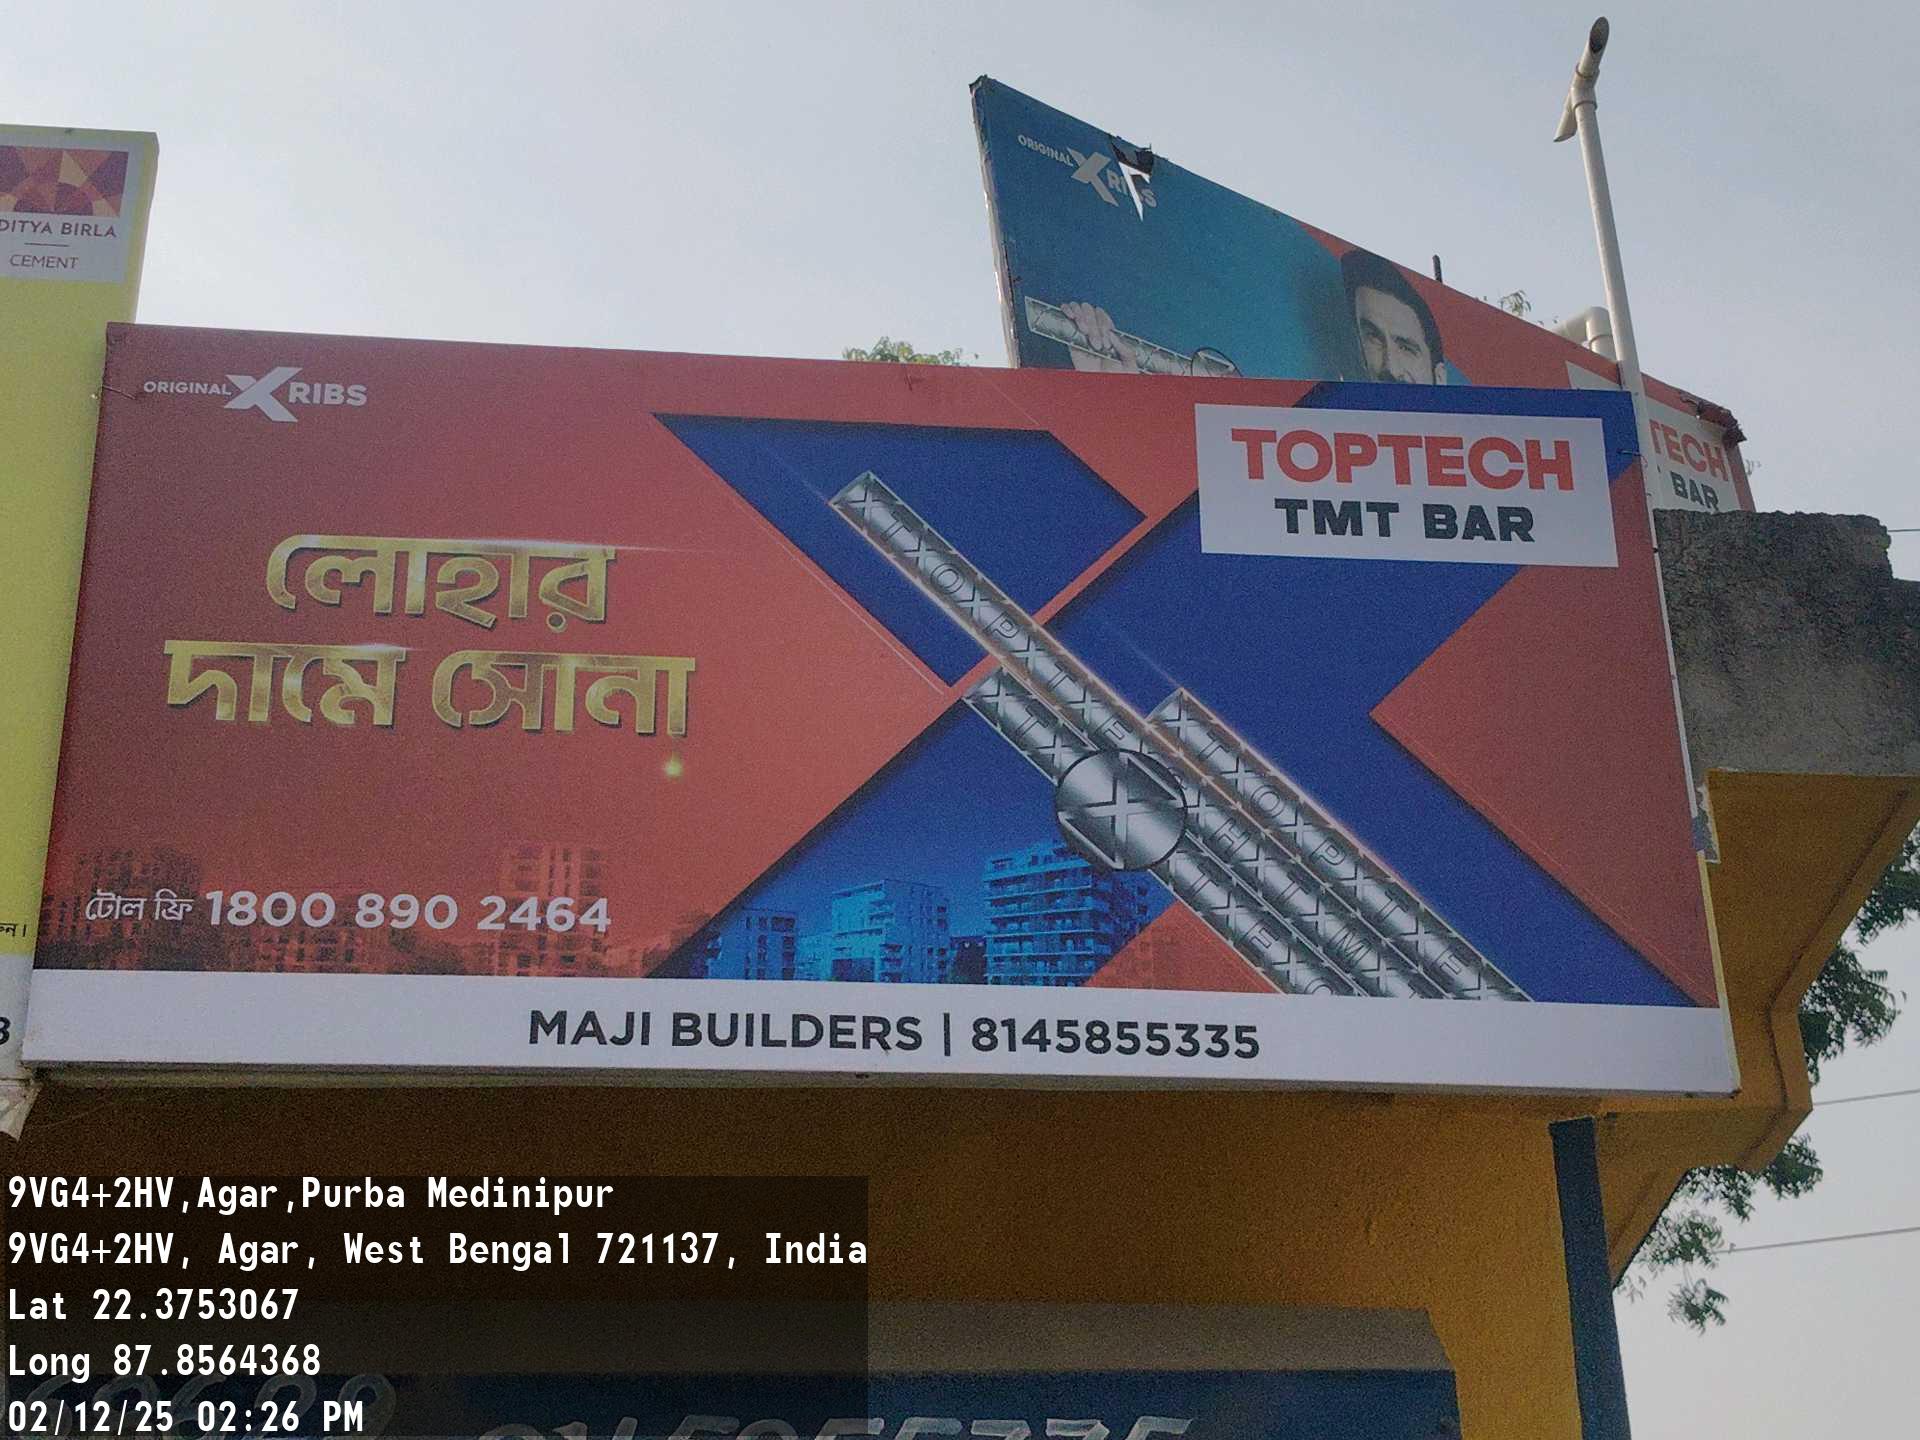 DITYA BIRLA
CEMENT
ORIGINAL X RIBS
ORIGINAL X RIBS
TOPTECH
TMT BAR
TECH
BAR
লোহার
দামে সোনা
টোল ফ্রি 1800 890 2464
MAJI BUILDERS | 8145855335
9VG4+2HV,Agar,Purba Medinipur
9VG4+2HV, Agar, West Bengal 721137, India
Lat 22.3753067
Long 87.8564368
02/12/25 02:26 PM